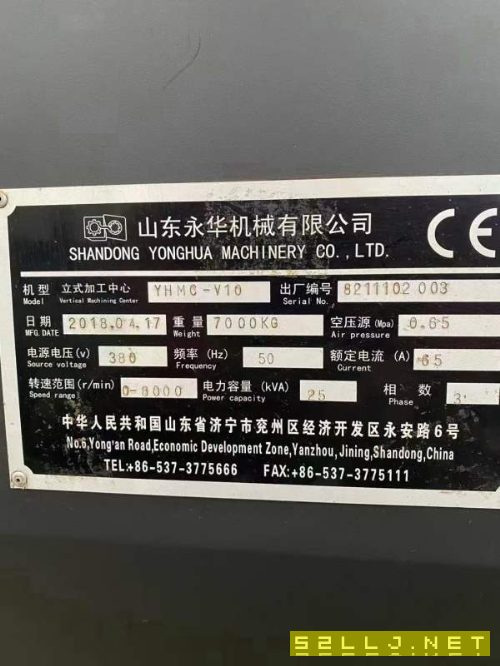 山东永华机械有限公司
SHANDONG YONGHUA MACHINERY CO.,LTD.
CE
机型 立式加工中心 YHMC-V10 出厂编号 8211102 003
Model Vertical Machining Center Serial No.
日期 2018.04.17 重量 7000KG 空压源(Mpa) 0.65
MFG.DATE Weight Air pressure
电源电压(v) 380 频率(Hz) 50 额定电流(A) 65
Source voltage Frequency Current
转速范围(r/min) 0-8000 电力容量(kVA) 25 相数 3
Speed range Power capacity Phase
中华人民共和国山东省济宁市兖州区经济开发区永安路6号
No.6,Yong'an Road,Economic Development Zone,Yanzhou,Jining,Shandong,China
TEL:+86-537-3775666 FAX:+86-537-3775111
52LLJ.NET